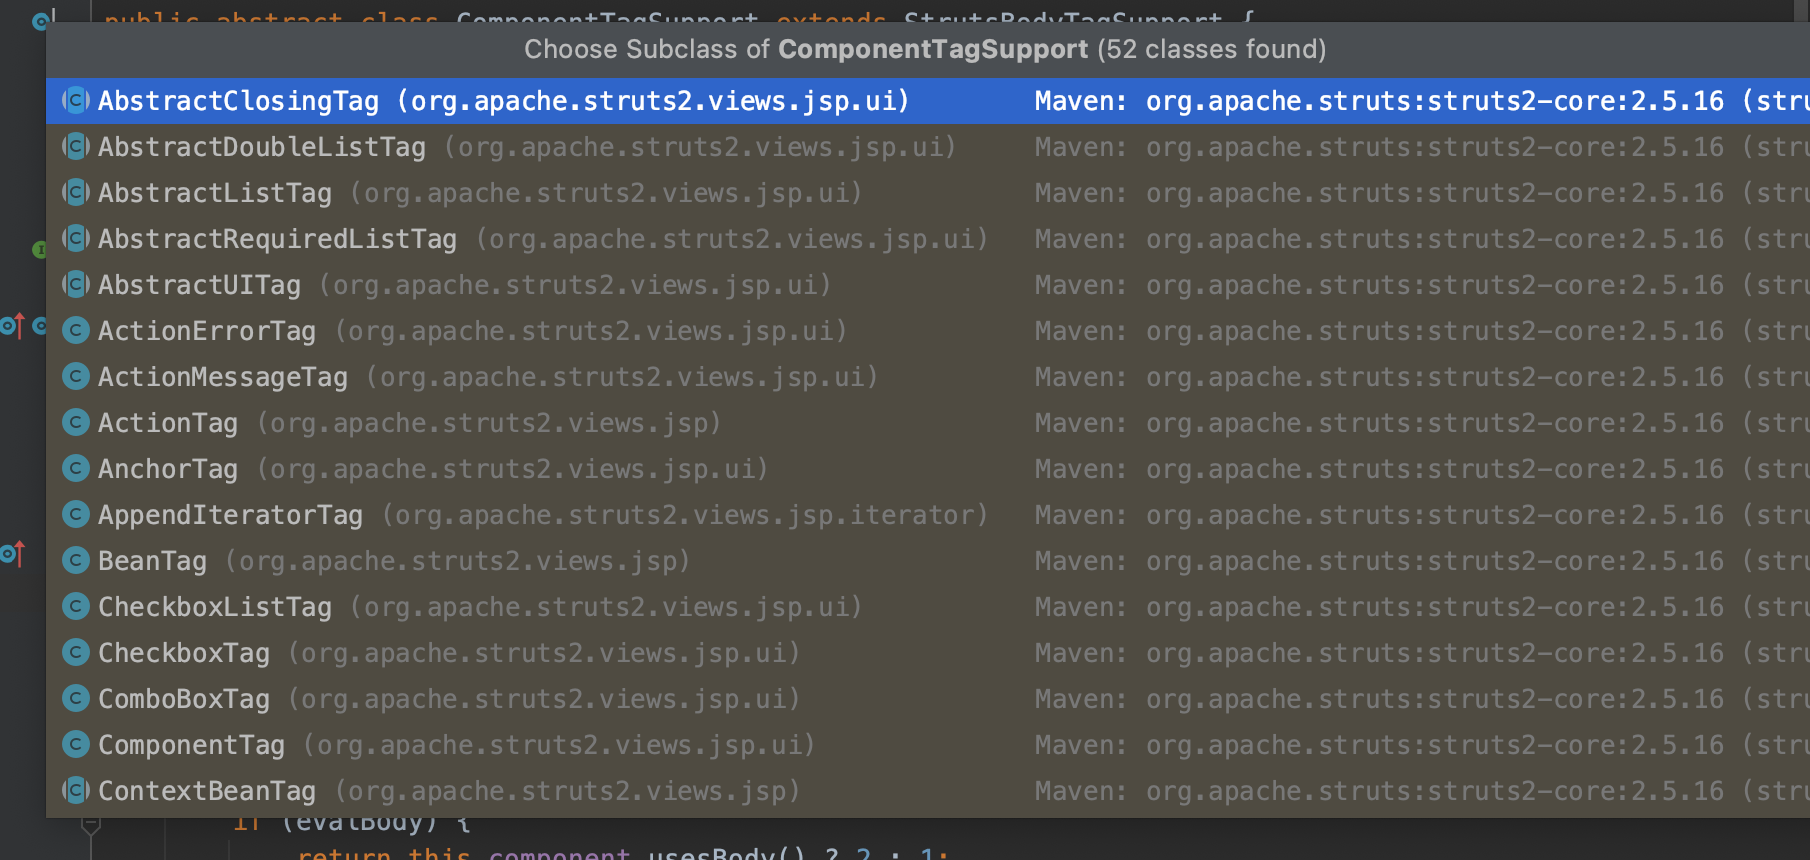 public abstract class ComponentTagSupport extends StrutsBodyTagSupport {
Choose Subclass of ComponentTagSupport (52 classes found)
AbstractClosingTag (org.apache.struts2.views.jsp.ui) Maven: org.apache.struts:struts2-core:2.5.16 (stru
AbstractDoubleListTag (org.apache.struts2.views.jsp.ui) Maven: org.apache.struts:struts2-core:2.5.16 (stru
AbstractListTag (org.apache.struts2.views.jsp.ui) Maven: org.apache.struts:struts2-core:2.5.16 (stru
AbstractRequiredListTag (org.apache.struts2.views.jsp.ui) Maven: org.apache.struts:struts2-core:2.5.16 (stru
AbstractUITag (org.apache.struts2.views.jsp.ui) Maven: org.apache.struts:struts2-core:2.5.16 (stru
ActionErrorTag (org.apache.struts2.views.jsp.ui) Maven: org.apache.struts:struts2-core:2.5.16 (stru
ActionMessageTag (org.apache.struts2.views.jsp.ui) Maven: org.apache.struts:struts2-core:2.5.16 (stru
ActionTag (org.apache.struts2.views.jsp) Maven: org.apache.struts:struts2-core:2.5.16 (stru
AnchorTag (org.apache.struts2.views.jsp.ui) Maven: org.apache.struts:struts2-core:2.5.16 (stru
AppendIteratorTag (org.apache.struts2.views.jsp.iterator) Maven: org.apache.struts:struts2-core:2.5.16 (stru
BeanTag (org.apache.struts2.views.jsp) Maven: org.apache.struts:struts2-core:2.5.16 (stru
CheckboxListTag (org.apache.struts2.views.jsp.ui) Maven: org.apache.struts:struts2-core:2.5.16 (stru
CheckboxTag (org.apache.struts2.views.jsp.ui) Maven: org.apache.struts:struts2-core:2.5.16 (stru
ComboBoxTag (org.apache.struts2.views.jsp.ui) Maven: org.apache.struts:struts2-core:2.5.16 (stru
ComponentTag (org.apache.struts2.views.jsp.ui) Maven: org.apache.struts:struts2-core:2.5.16 (stru
ContextBeanTag (org.apache.struts2.views.jsp) Maven: org.apache.struts:struts2-core:2.5.16 (stru
if (evalBody) {
return this.component.usesBody() ? 2 : 1;